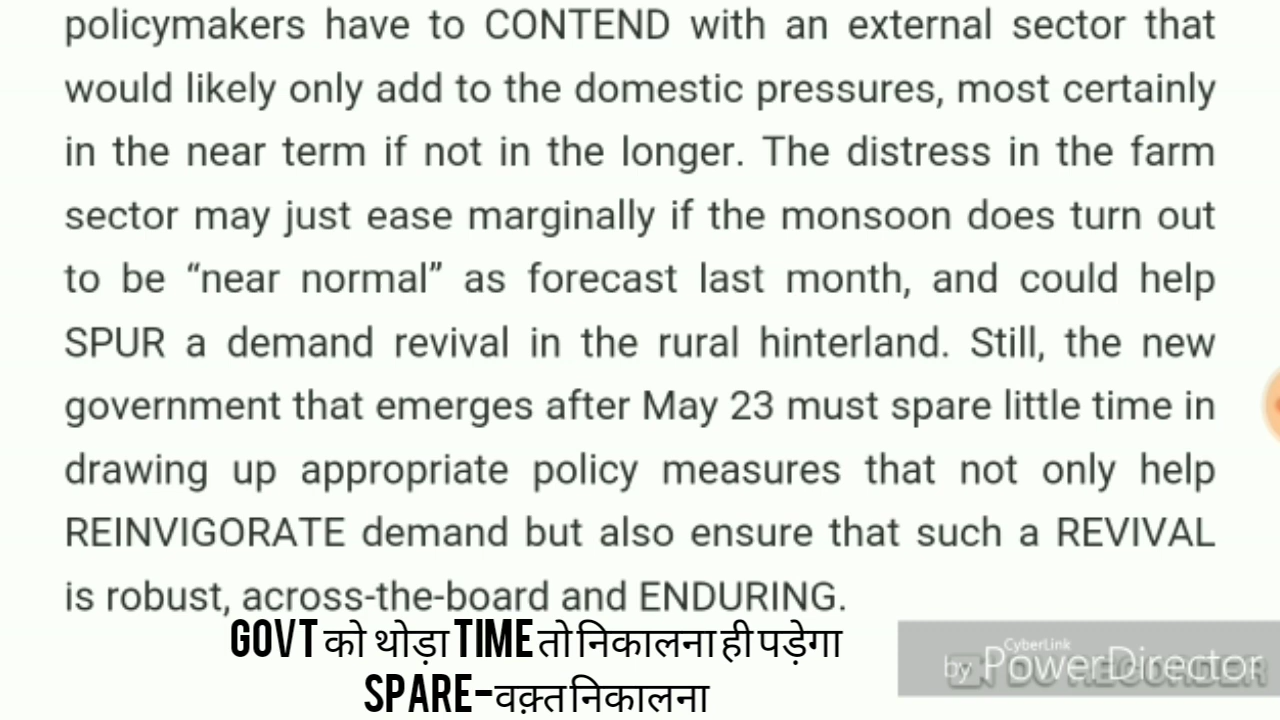 policymakers have to CONTEND with an external sector that
would likely only add to the domestic pressures, most certainly
in the near term if not in the longer. The distress in the farm
sector may just ease marginally if the monsoon does turn out
to be “near normal” as forecast last month, and could help
SPUR a demand revival in the rural hinterland. Still, the new
government that emerges after May 23 must spare little time in
drawing up appropriate policy measures that not only help
REINVIGORATE demand but also ensure that such a REVIVAL
is robust, across-the-board and ENDURING.
GOVT को थोड़ा TIME तो निकालना ही पड़ेगा
SPARE-वक़्त निकालना
CyberLink
by PowerDirector
RECORDER